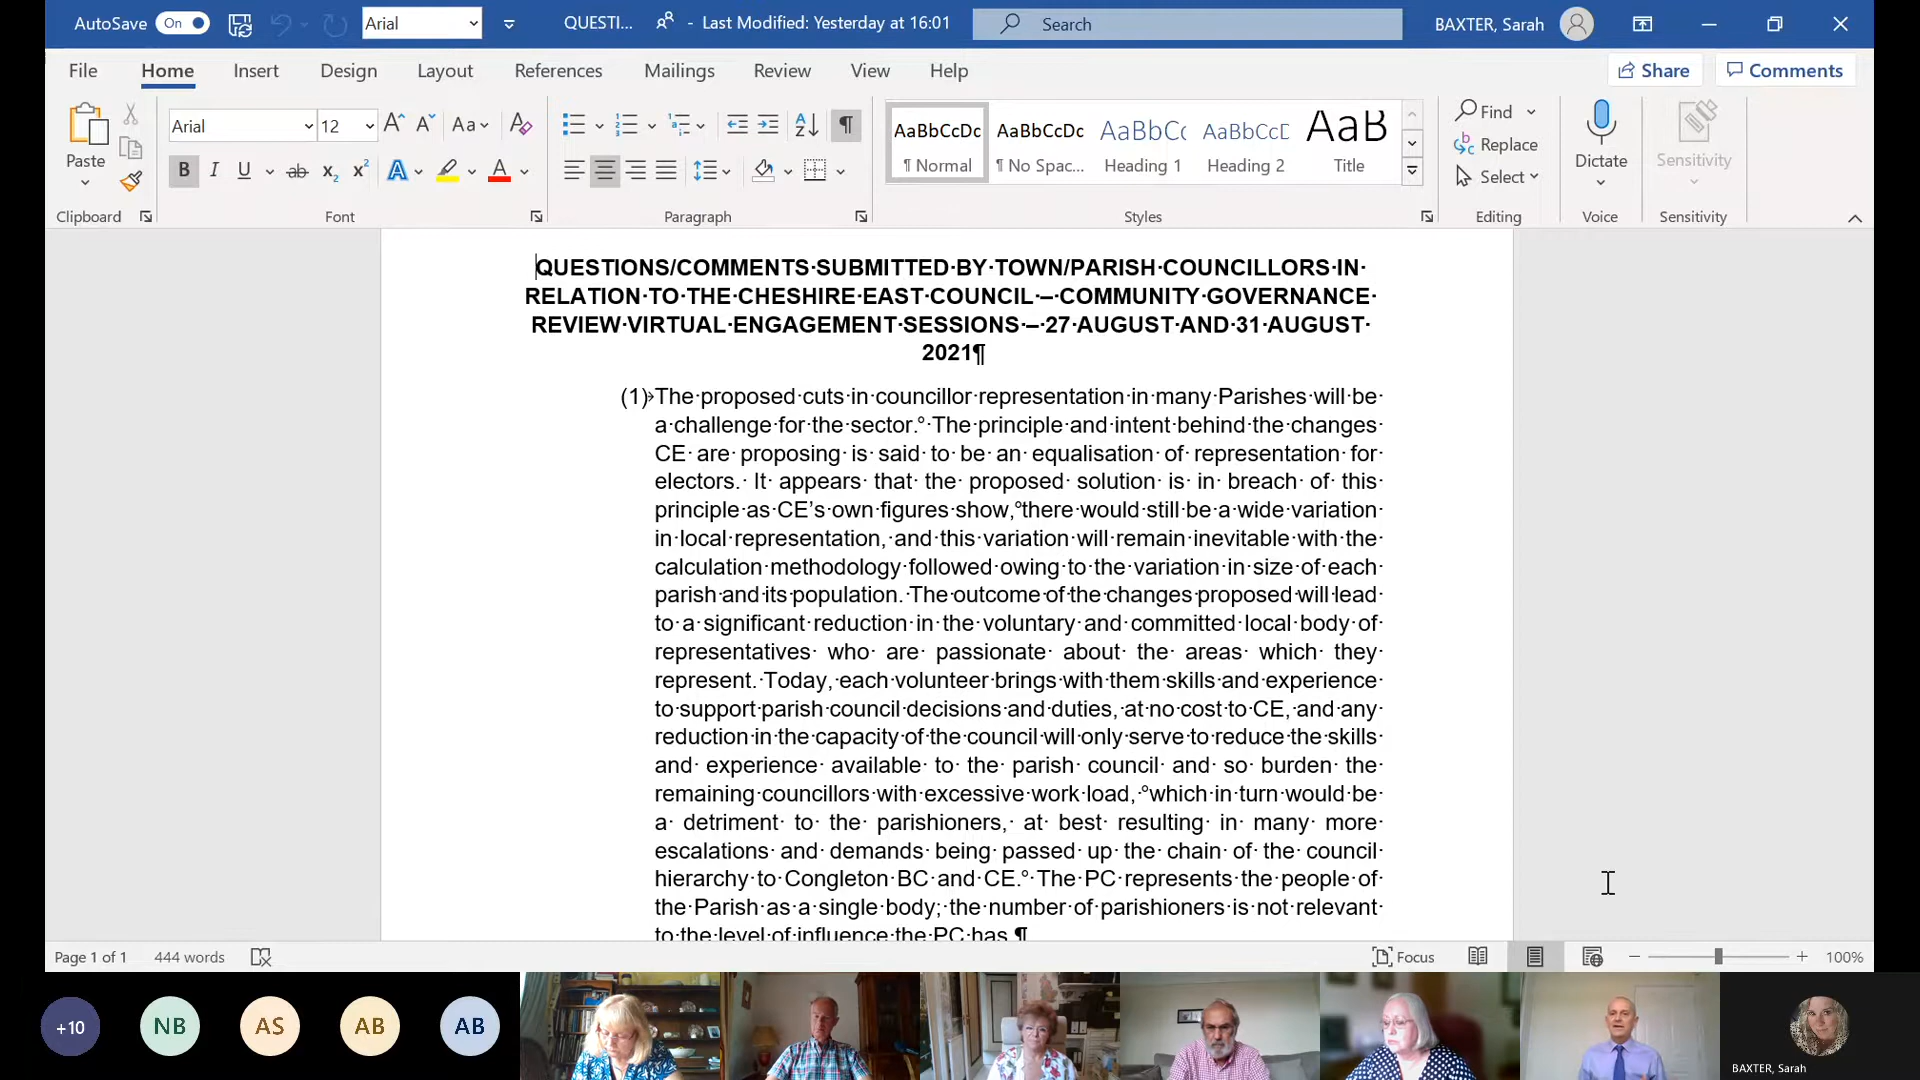 AutoSave On Arial QUESTI... - Last Modified: Yesterday at 16:01 Search BAXTER, Sarah
File Home Insert Design Layout References Mailings Review View Help Share Comments
Paste Arial 12 A A Aa A AaBbCcDc AaBbCcDc AaBbC AaBbCcE AaB Find Dictate Sensitivity
B I U ab x₂ x² A A ¶ Normal ¶ No Spac... Heading 1 Heading 2 Title Replace
Select
Clipboard Font Paragraph Styles Editing Voice Sensitivity
QUESTIONS/COMMENTS·SUBMITTED·BY·TOWN/PARISH·COUNCILLORS·IN·
RELATION·TO·THE·CHESHIRE·EAST·COUNCIL·–·COMMUNITY·GOVERNANCE·
REVIEW·VIRTUAL·ENGAGEMENT·SESSIONS·–·27·AUGUST·AND·31·AUGUST·
2021¶
(1) The·proposed·cuts·in·councillor·representation·in·many·Parishes·will·be·
a·challenge·for·the·sector.°·The·principle·and·intent·behind·the·changes·
CE·are·proposing·is·said·to·be·an·equalisation·of·representation·for·
electors.·It·appears·that·the·proposed·solution·is·in·breach·of·this·
principle·as·CE’s·own·figures·show,°there·would·still·be·a·wide·variation·
in·local·representation,·and·this·variation·will·remain·inevitable·with·the·
calculation·methodology·followed·owing·to·the·variation·in·size·of·each·
parish·and·its·population.·The·outcome·of·the·changes·proposed·will·lead·
to·a·significant·reduction·in·the·voluntary·and·committed·local·body·of·
representatives·who·are·passionate·about·the·areas·which·they·
represent.·Today,·each·volunteer·brings·with·them·skills·and·experience·
to·support·parish·council·decisions·and·duties,·at·no·cost·to·CE,·and·any·
reduction·in·the·capacity·of·the·council·will·only·serve·to·reduce·the·skills·
and·experience·available·to·the·parish·council·and·so·burden·the·
remaining·councillors·with·excessive·work·load,·°which·in·turn·would·be·
a·detriment·to·the·parishioners,·at·best·resulting·in·many·more·
escalations·and·demands·being·passed·up·the·chain·of·the·council·
hierarchy·to·Congleton·BC·and·CE.°·The·PC·represents·the·people·of·
the·Parish·as·a·single·body;·the·number·of·parishioners·is·not·relevant·
to·the·level·of·influence·the·PC·has.¶
Page 1 of 1 444 words Focus 100%
+10 NB AS AB AB
BAXTER, Sarah